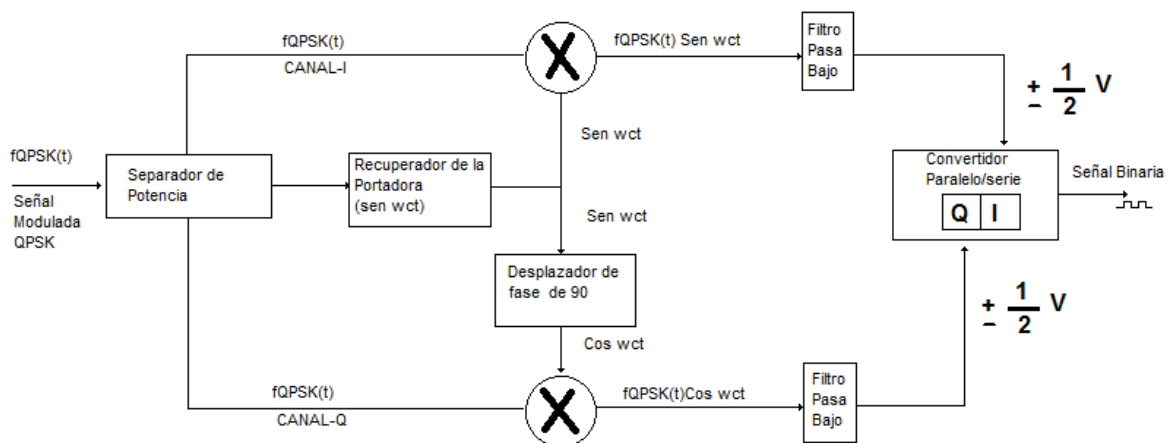 fQPSK(t)
CANAL-I
fQPSK(t) Sen wct
Filtro
Pasa
Bajo
+
−
1
2
V
Sen wct
fQPSK(t)
Señal
Modulada
QPSK
Separador de
Potencia
Recuperador de la
Portadora
(sen wct)
Sen wct
Convertidor
Paralelo/serie
Q I
Señal Binaria
Desplazador de
fase de 90
Cos wct
+
−
1
2
V
fQPSK(t)
CANAL-Q
fQPSK(t)Cos wct
Filtro
Pasa
Bajo